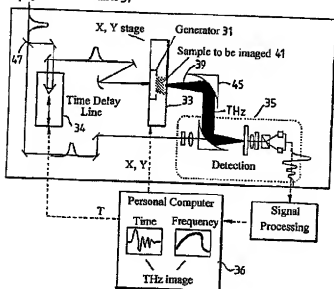 X, Y stage
Generator 31
Sample to be imaged 41
47
39
45
Time Delay
Line
34
33
THz
35
X, Y
Detection
T
Personal Computer
Time
Frequency
THz image
36
Signal
Processing